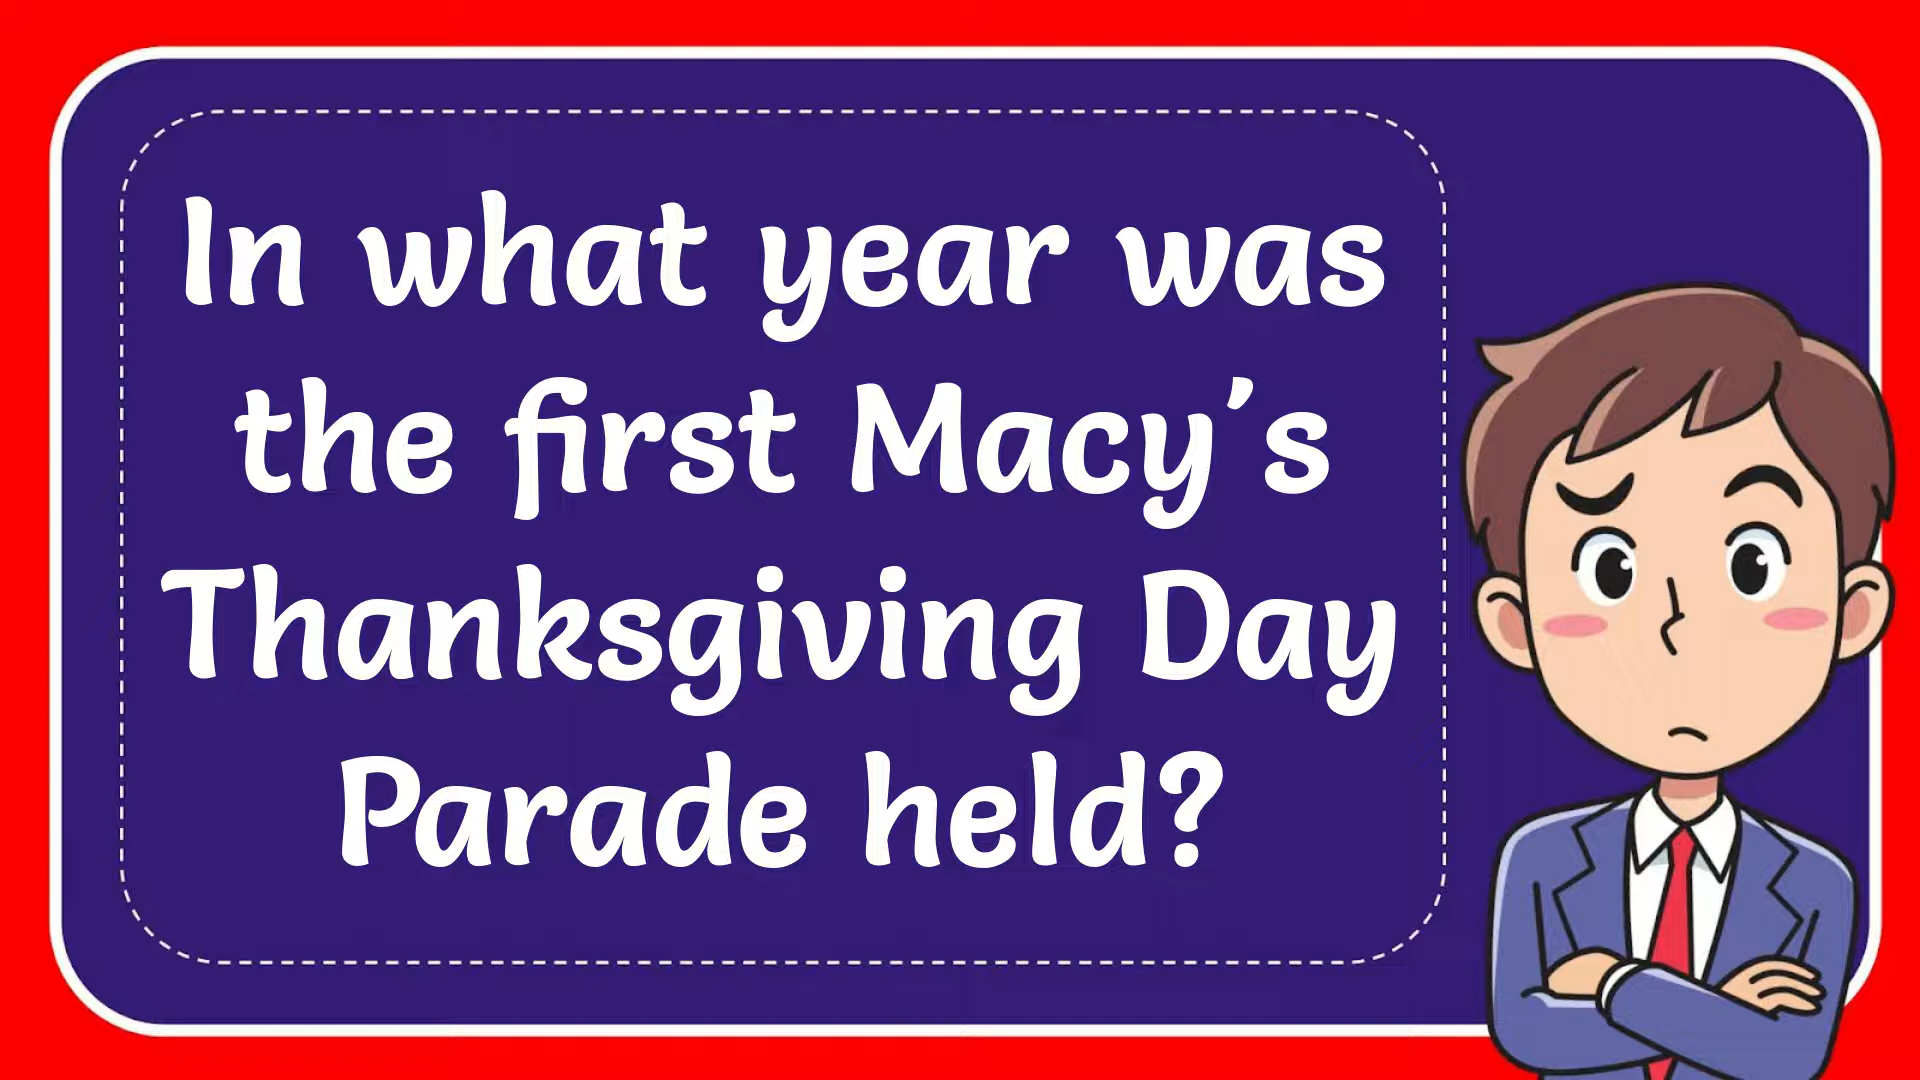 In what year was
the first Macy's
Thanksgiving Day
Parade held?